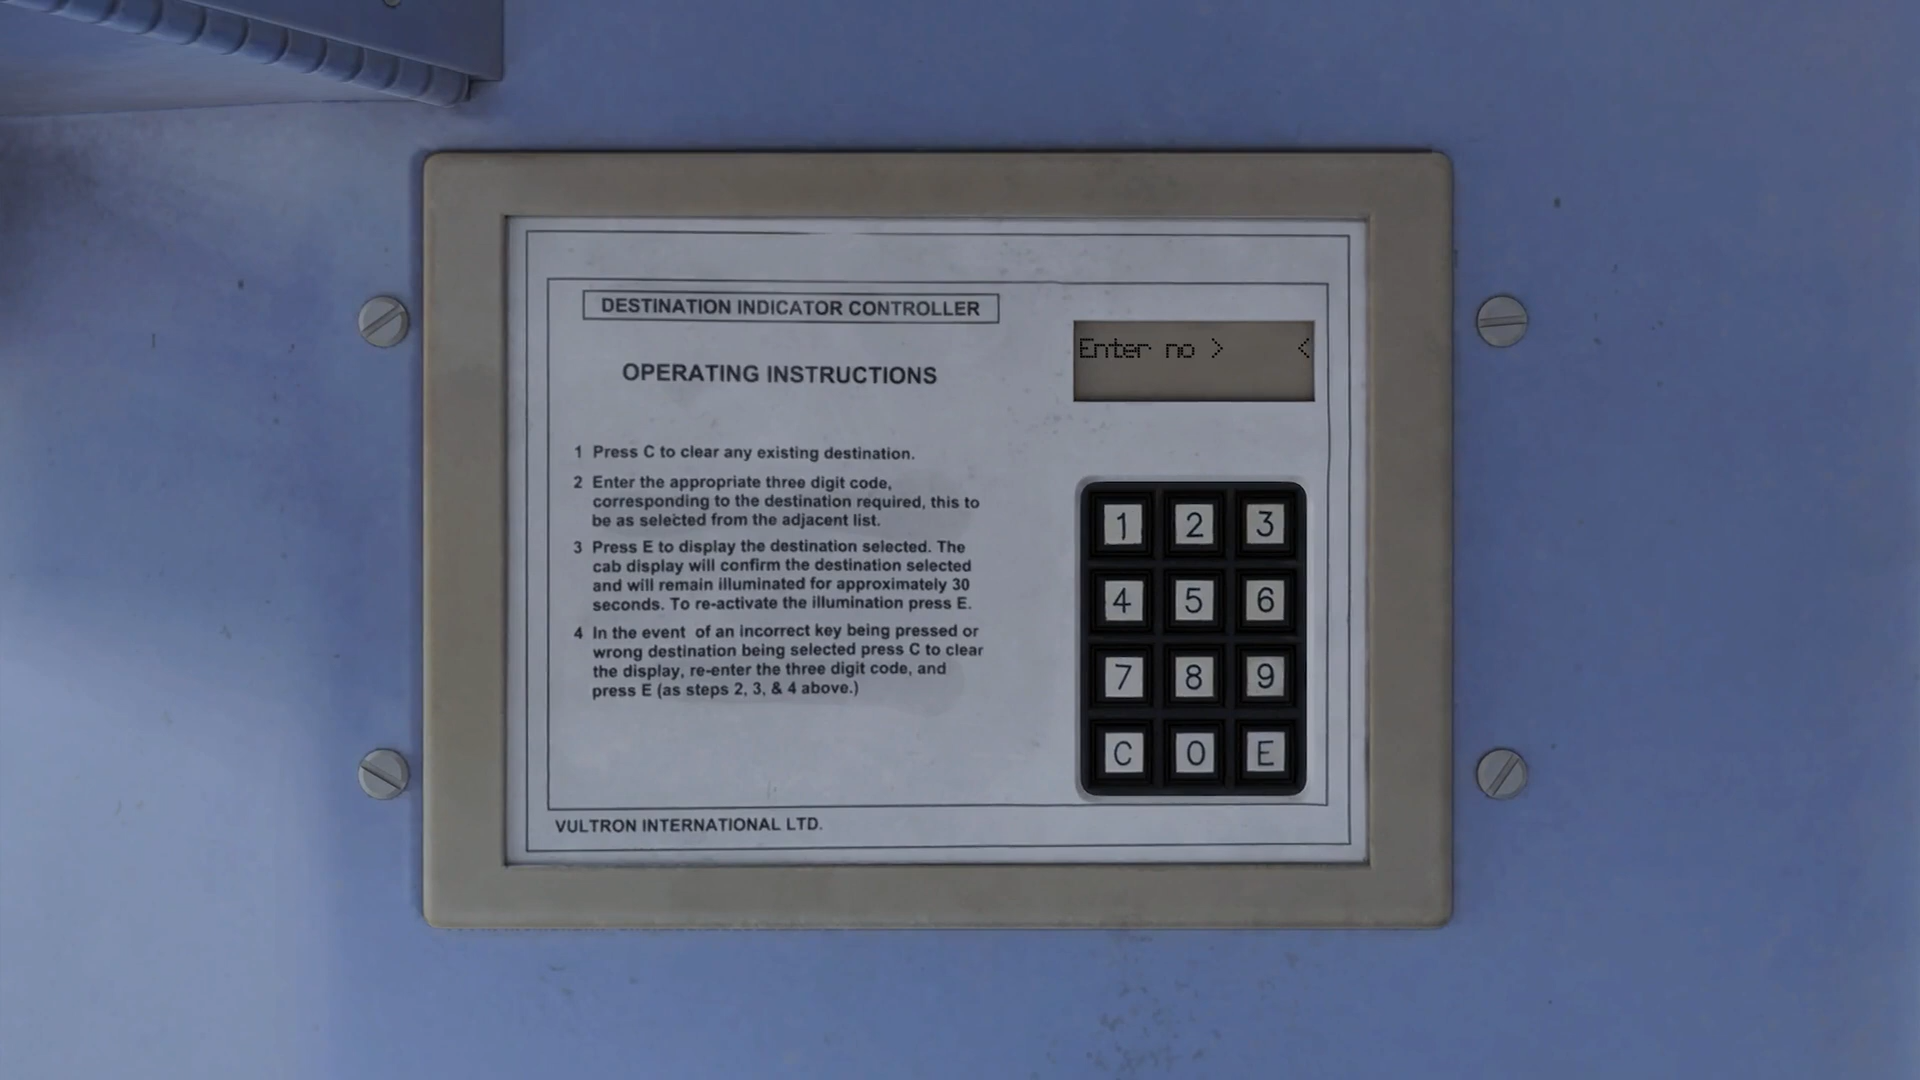 DESTINATION INDICATOR CONTROLLER
OPERATING INSTRUCTIONS
Enter no >     <
1 Press C to clear any existing destination.
2 Enter the appropriate three digit code,
corresponding to the destination required, this to
be as selected from the adjacent list.
3 Press E to display the destination selected. The
cab display will confirm the destination selected
and will remain illuminated for approximately 30
seconds. To re-activate the illumination press E.
4 In the event of an incorrect key being pressed or
wrong destination being selected press C to clear
the display, re-enter the three digit code, and
press E (as steps 2, 3, & 4 above.)
1 2 3
4 5 6
7 8 9
C 0 E
VULTRON INTERNATIONAL LTD.